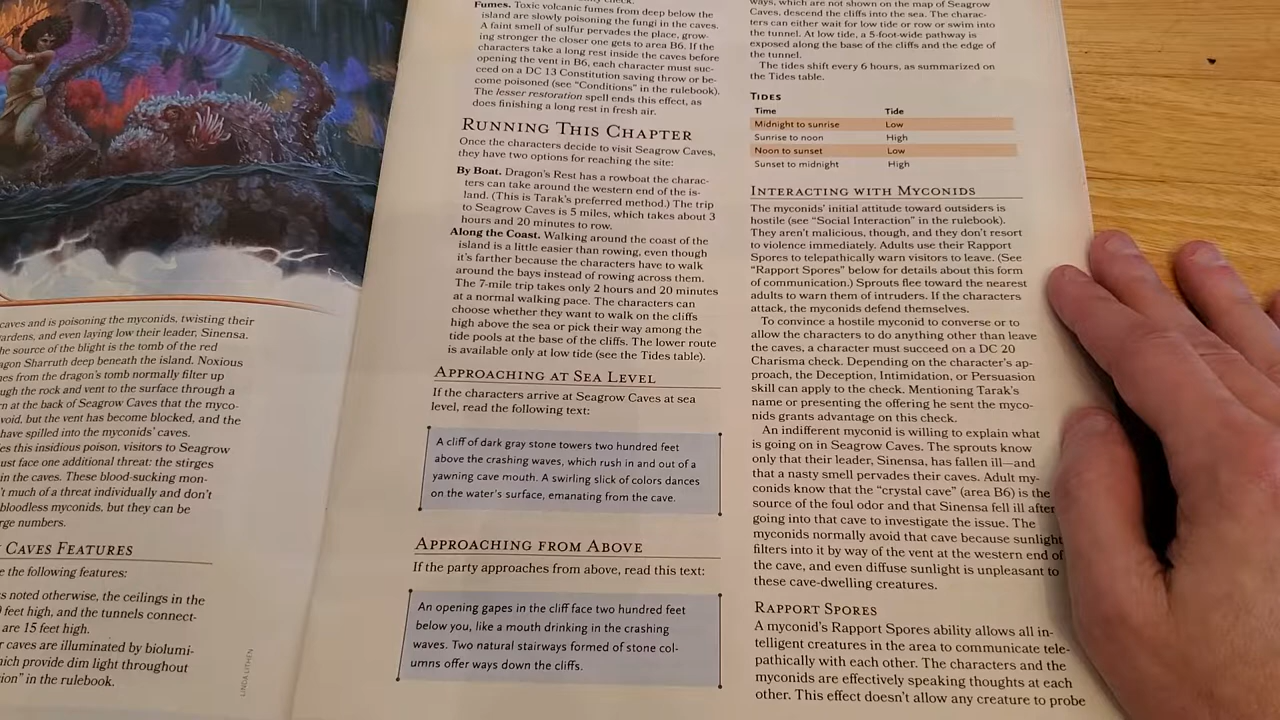 caves and is poisoning the myconids, twisting their
ardens, and even laying low their leader, Sinensa.
he source of the blight is the tomb of the red
agon Sharruth deep beneath the island. Noxious
es from the dragon's tomb normally filter up
ugh the rock and vent to the surface through a
n at the back of Seagrow Caves that the myco-
void, but the vent has become blocked, and the
have spilled into the myconids' caves.
es this insidious poison, visitors to Seagrow
ust face one additional threat: the stirges
in the caves. These blood-sucking mon-
't much of a threat individually and don't
bloodless myconids, but they can be
rge numbers.
CAVES FEATURES
e the following features:
s noted otherwise, the ceilings in the
feet high, and the tunnels connect-
are 15 feet high.
r caves are illuminated by biolumi-
hich provide dim light throughout
ion" in the rulebook.
LINDA LITHÉN
check.
Fumes. Toxic volcanic fumes from deep below the
island are slowly poisoning the fungi in the caves.
A faint smell of sulfur pervades the place, grow-
ing stronger the closer one gets to area B6. If the
characters take a long rest inside the caves before
opening the vent in B6, each character must suc-
ceed on a DC 13 Constitution saving throw or be-
come poisoned (see "Conditions" in the rulebook).
The lesser restoration spell ends this effect, as
does finishing a long rest in fresh air.
RUNNING THIS CHAPTER
Once the characters decide to visit Seagrow Caves,
they have two options for reaching the site:
By Boat. Dragon's Rest has a rowboat the charac-
ters can take around the western end of the is-
land. (This is Tarak's preferred method.) The trip
to Seagrow Caves is 5 miles, which takes about 3
hours and 20 minutes to row.
Along the Coast. Walking around the coast of the
island is a little easier than rowing, even though
it's farther because the characters have to walk
around the bays instead of rowing across them.
The 7-mile trip takes only 2 hours and 20 minutes
at a normal walking pace. The characters can
choose whether they want to walk on the cliffs
high above the sea or pick their way among the
tide pools at the base of the cliffs. The lower route
is available only at low tide (see the Tides table).
APPROACHING AT SEA LEVEL
If the characters arrive at Seagrow Caves at sea
level, read the following text:
A cliff of dark gray stone towers two hundred feet
above the crashing waves, which rush in and out of a
yawning cave mouth. A swirling slick of colors dances
on the water's surface, emanating from the cave.
APPROACHING FROM ABOVE
If the party approaches from above, read this text:
An opening gapes in the cliff face two hundred feet
below you, like a mouth drinking in the crashing
waves. Two natural stairways formed of stone col-
umns offer ways down the cliffs.
ways, which are not shown on the map of Seagrow
Caves, descend the cliffs into the sea. The charac-
ters can either wait for low tide or row or swim into
the tunnel. At low tide, a 5-foot-wide pathway is
exposed along the base of the cliffs and the edge of
the tunnel.
The tides shift every 6 hours, as summarized on
the Tides table.
TIDES
Time Tide
Midnight to sunrise Low
Sunrise to noon High
Noon to sunset Low
Sunset to midnight High
INTERACTING WITH MYCONIDS
The myconids' initial attitude toward outsiders is
hostile (see "Social Interaction" in the rulebook).
They aren't malicious, though, and they don't resort
to violence immediately. Adults use their Rapport
Spores to telepathically warn visitors to leave. (See
"Rapport Spores" below for details about this form
of communication.) Sprouts flee toward the nearest
adults to warn them of intruders. If the characters
attack, the myconids defend themselves.
To convince a hostile myconid to converse or to
allow the characters to do anything other than leave
the caves, a character must succeed on a DC 20
Charisma check. Depending on the character's ap-
proach, the Deception, Intimidation, or Persuasion
skill can apply to the check. Mentioning Tarak's
name or presenting the offering he sent the myco-
nids grants advantage on this check.
An indifferent myconid is willing to explain what
is going on in Seagrow Caves. The sprouts know
only that their leader, Sinensa, has fallen ill—and
that a nasty smell pervades their caves. Adult my-
conids know that the "crystal cave" (area B6) is the
source of the foul odor and that Sinensa fell ill after
going into that cave to investigate the issue. The
myconids normally avoid that cave because sunlight
filters into it by way of the vent at the western end of
the cave, and even diffuse sunlight is unpleasant to
these cave-dwelling creatures.
RAPPORT SPORES
A myconid's Rapport Spores ability allows all in-
telligent creatures in the area to communicate tele-
pathically with each other. The characters and the
myconids are effectively speaking thoughts at each
other. This effect doesn't allow any creature to probe